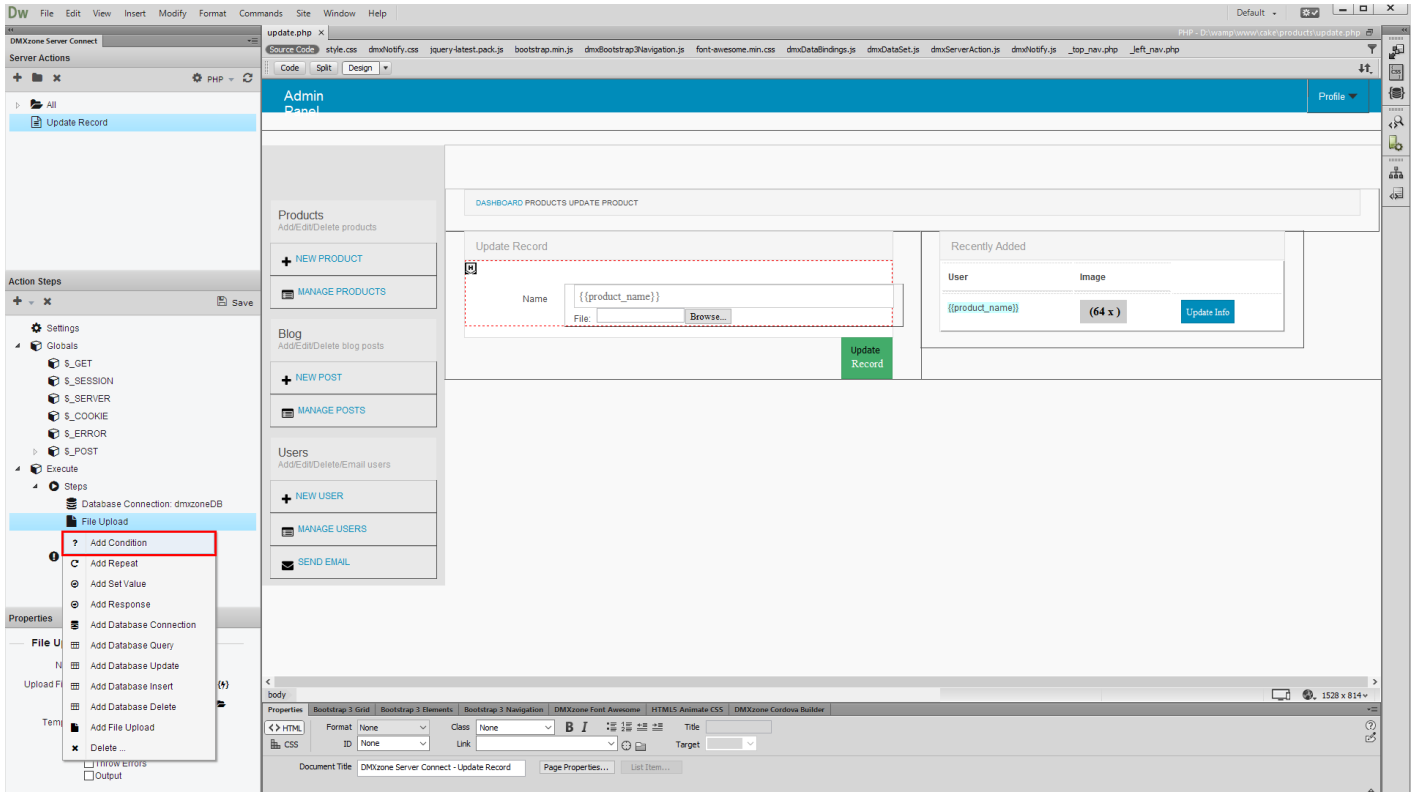 Dw File Edit View Insert Modify Format Commands Site Window Help Default
DMXzone Server Connect
Server Actions
PHP
All
Update Record
Action Steps
Save
Settings
Globals
$_GET
$_SESSION
$_SERVER
$_COOKIE
$_ERROR
$_POST
Execute
Steps
Database Connection: dmxzoneDB
File Upload
? Add Condition
Add Repeat
Add Set Value
Add Response
Add Database Connection
Add Database Query
Add Database Update
Add Database Insert
Add Database Delete
Add File Upload
Delete ...
Properties
File U
N
Upload Fi
Tem
Throw Errors
Output
update.php × PHP - D:\wamp\www\cake\products\update.php
Source Code style.css dmxNotify.css jquery-latest.pack.js bootstrap.min.js dmxBootstrap3Navigation.js font-awesome.min.css dmxDataBindings.js dmxDataSet.js dmxServerAction.js dmxNotify.js _top_nav.php _left_nav.php
Code Split Design
Admin
Panel
Profile
Products
Add/Edit/Delete products
NEW PRODUCT
MANAGE PRODUCTS
Blog
Add/Edit/Delete blog posts
NEW POST
MANAGE POSTS
Users
Add/Edit/Delete/Email users
NEW USER
MANAGE USERS
SEND EMAIL
DASHBOARD PRODUCTS UPDATE PRODUCT
Update Record
Name {{product_name}}
File: Browse...
Update
Record
Recently Added
User Image
{{product_name}} (64 x ) Update Info
body 1528 x 814
Properties Bootstrap 3 Grid Bootstrap 3 Elements Bootstrap 3 Navigation DMXzone Font Awesome HTML5 Animate CSS DMXzone Cordova Builder
<> HTML Format None Class None B I Title
CSS ID None Link Target
Document Title DMXzone Server Connect - Update Record Page Properties... List Item...